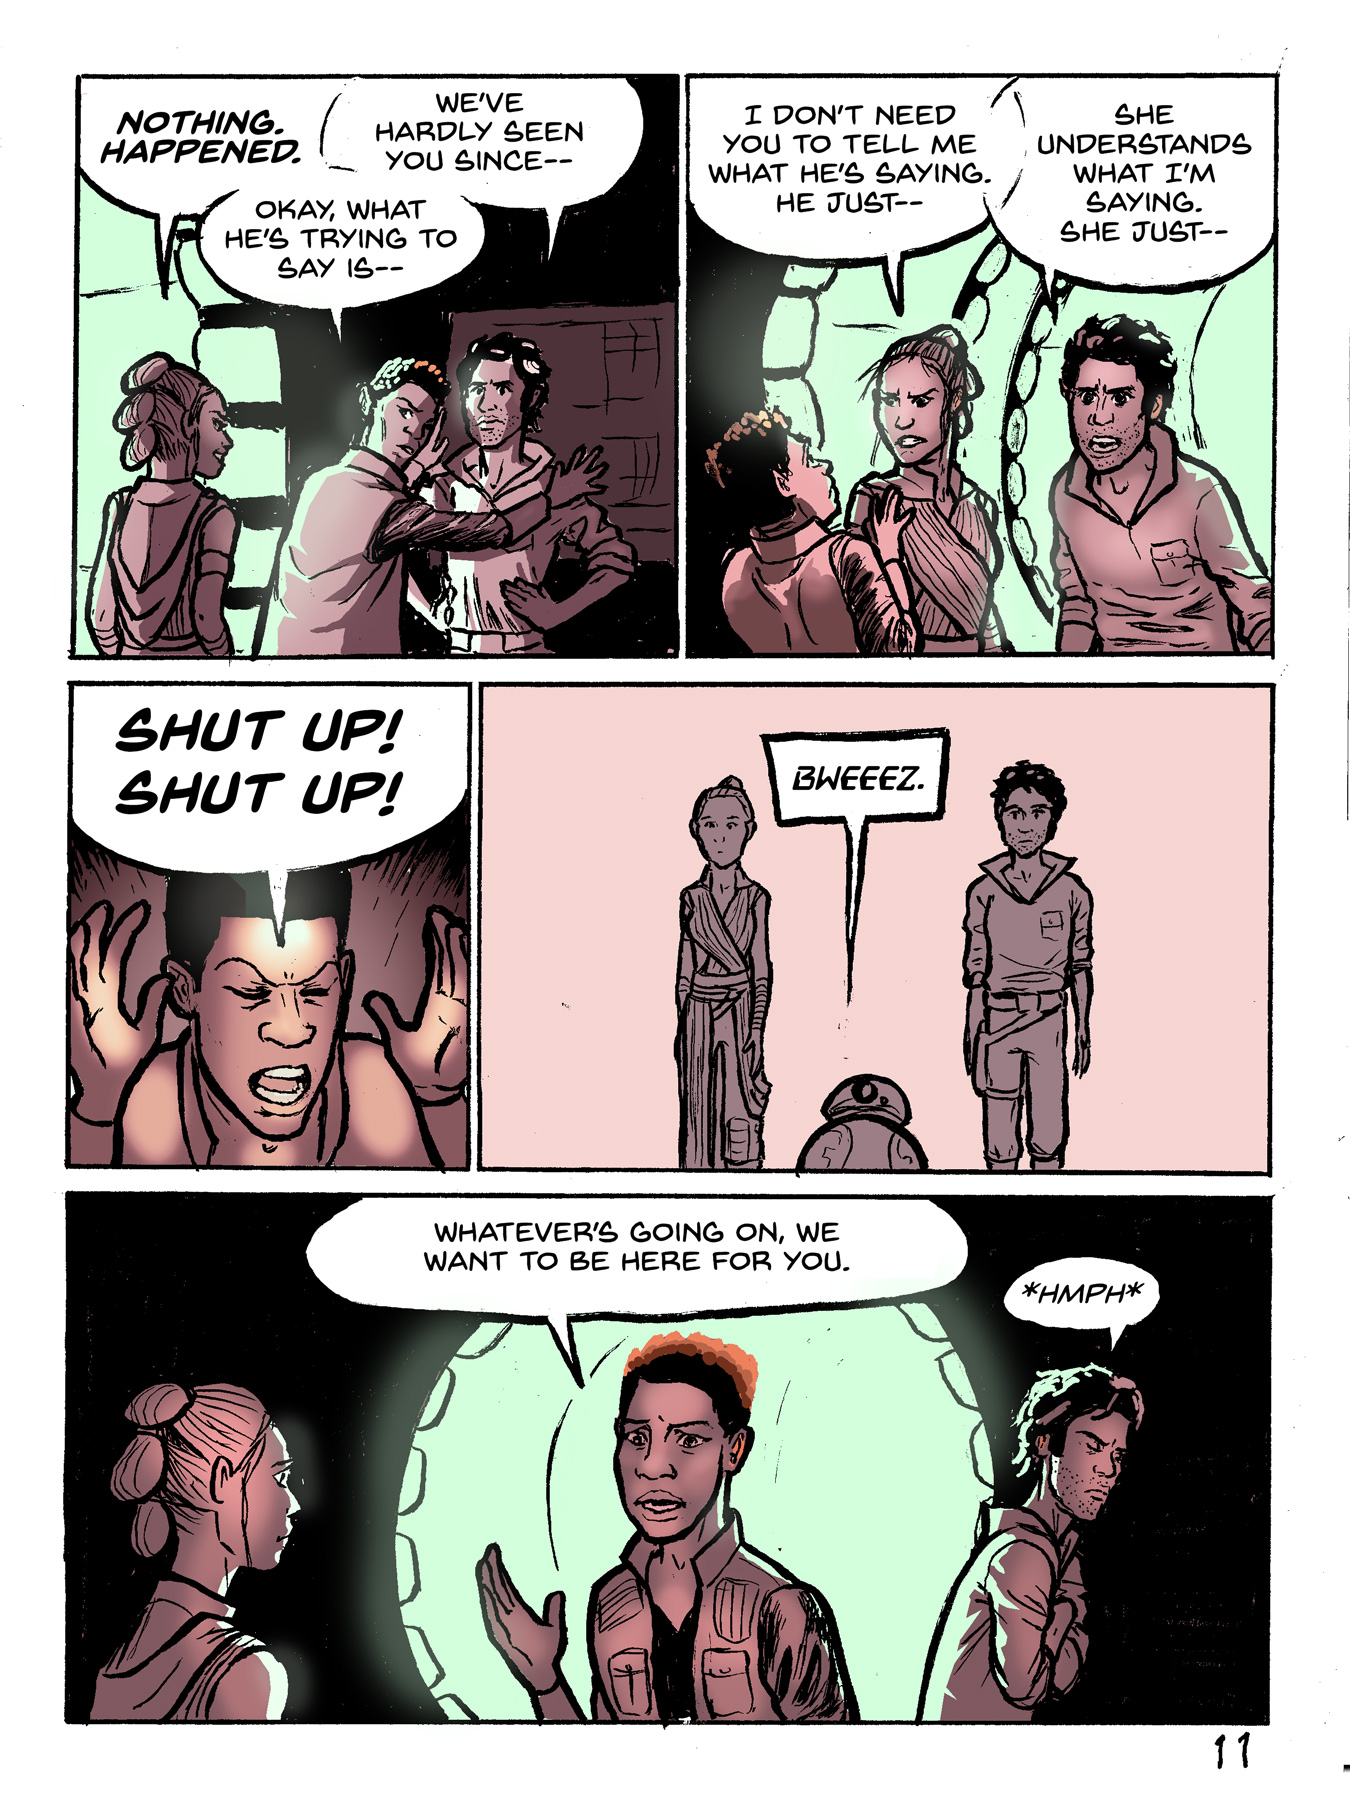 NOTHING.
HAPPENED.
WE'VE
HARDLY SEEN
YOU SINCE--
OKAY, WHAT
HE'S TRYING TO
SAY IS--
I DON'T NEED
YOU TO TELL ME
WHAT HE'S SAYING.
HE JUST--
SHE
UNDERSTANDS
WHAT I'M
SAYING.
SHE JUST--
SHUT UP!
SHUT UP!
BWEEEZ.
WHATEVER'S GOING ON, WE
WANT TO BE HERE FOR YOU.
*HMPH*
11